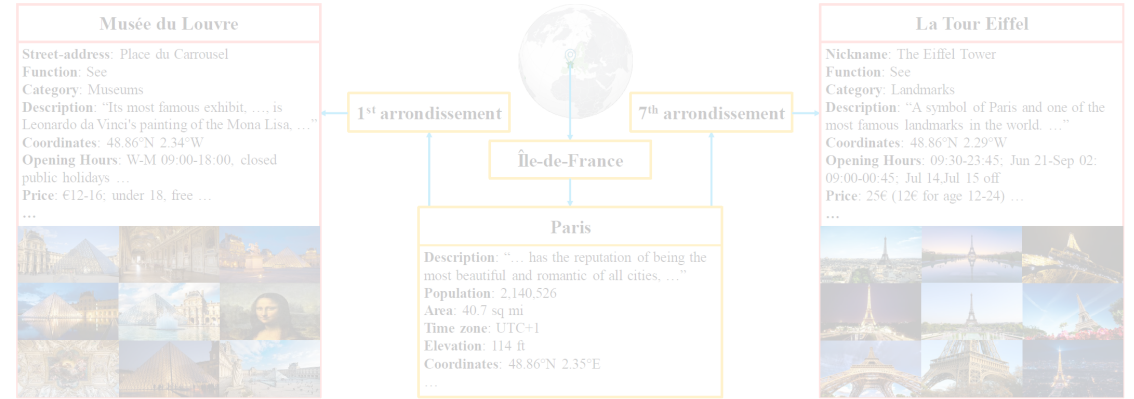 Musée du Louvre
Street-address: Place du Carrousel
Function: See
Category: Museums
Description: “Its most famous exhibit, …, is
Leonardo da Vinci's painting of the Mona Lisa, …”
Coordinates: 48.86°N 2.34°W
Opening Hours: W-M 09:00-18:00, closed
public holidays …
Price: €12-16; under 18, free …
…
1st arrondissement
7th arrondissement
Île-de-France
Paris
Description: “… has the reputation of being the
most beautiful and romantic of all cities, …”
Population: 2,140,526
Area: 40.7 sq mi
Time zone: UTC+1
Elevation: 114 ft
Coordinates: 48.86°N 2.35°E
…
La Tour Eiffel
Nickname: The Eiffel Tower
Function: See
Category: Landmarks
Description: “A symbol of Paris and one of the
most famous landmarks in the world. …”
Coordinates: 48.86°N 2.29°W
Opening Hours: 09:30-23:45; Jun 21-Sep 02:
09:00-00:45; Jul 14,Jul 15 off
Price: 25€ (12€ for age 12-24) …
…